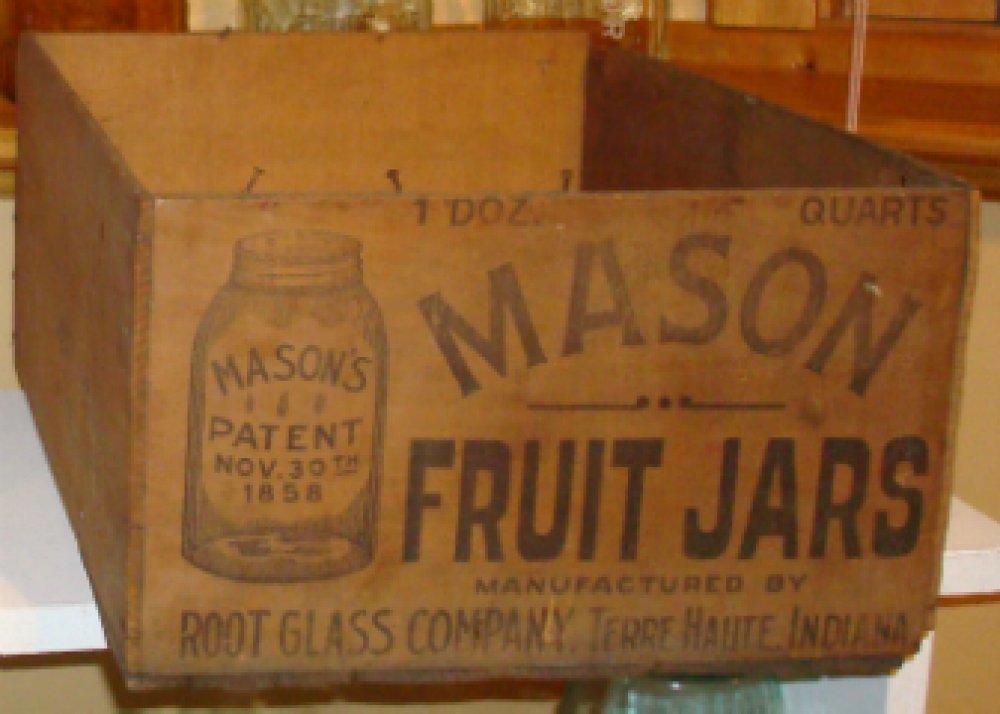 1 DOZ. QUARTS
MASON
MASON'S
PATENT
NOV. 30TH
1858
FRUIT JARS
MANUFACTURED BY
ROOT GLASS COMPANY, TERRE HAUTE, INDIANA